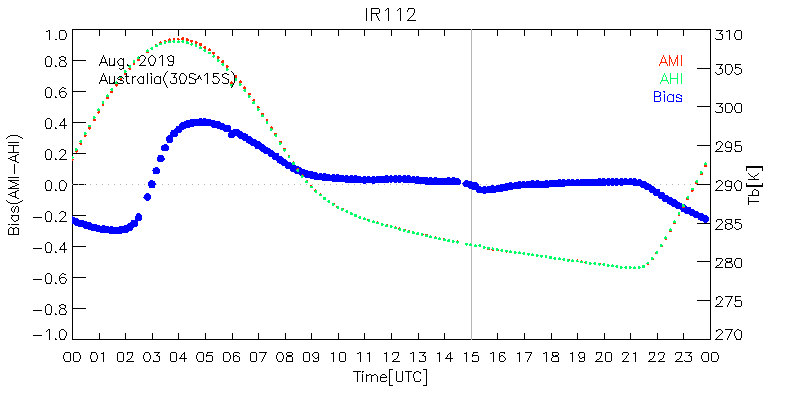 IR112
Aug. 2019
Australia(30S~15S)
AMI
AHI
Bias
1.0
0.8
0.6
0.4
0.2
0.0
−0.2
−0.4
−0.6
−0.8
−1.0
Bias(AMI−AHI)
310
305
300
295
290
285
280
275
270
Tb[K]
00 01 02 03 04 05 06 07 08 09 10 11 12 13 14 15 16 17 18 19 20 21 22 23 00
Time[UTC]